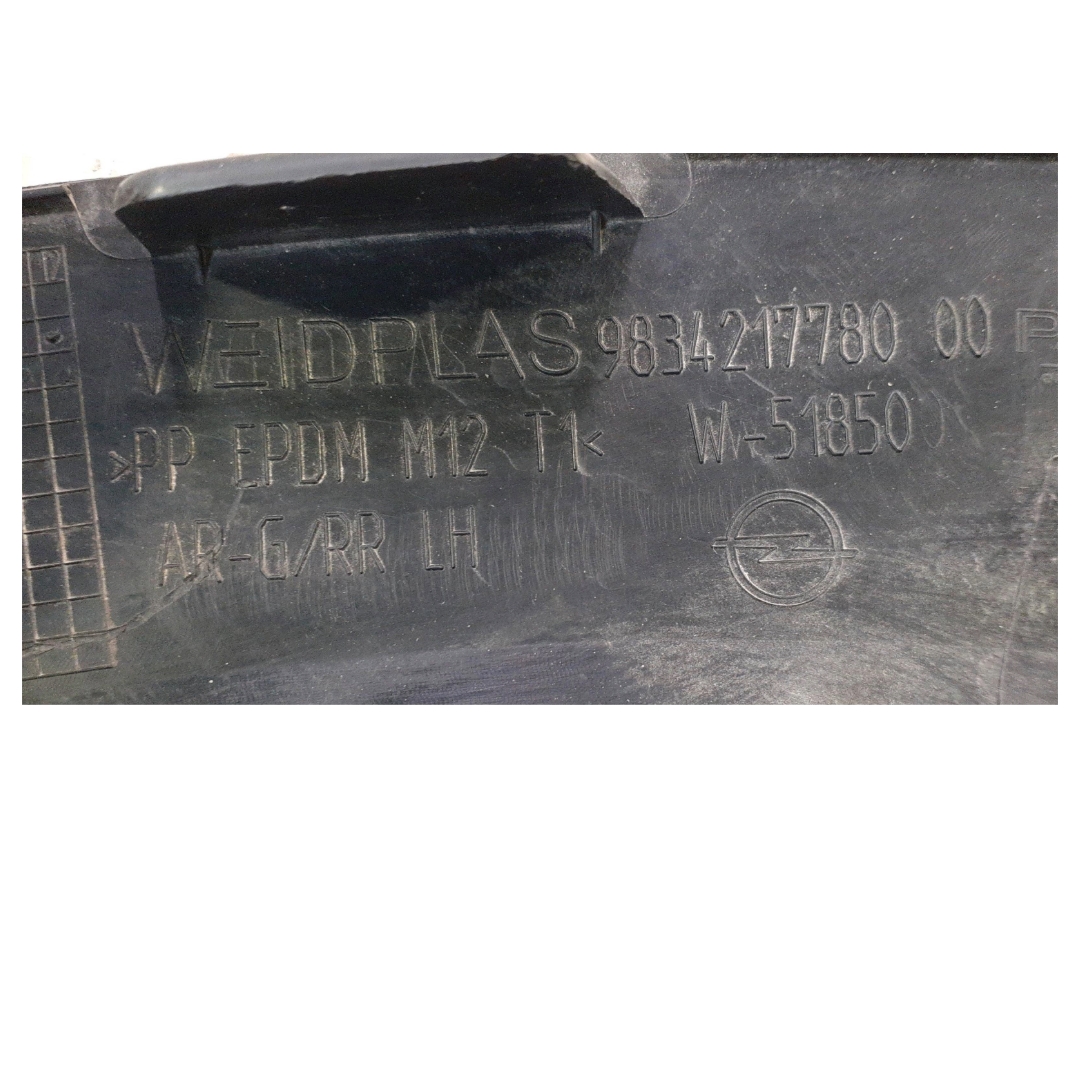 WEIDPLAS 9834217780 00 P
>PP EPDM M12 T1< W-51850
AR-G/RR LH